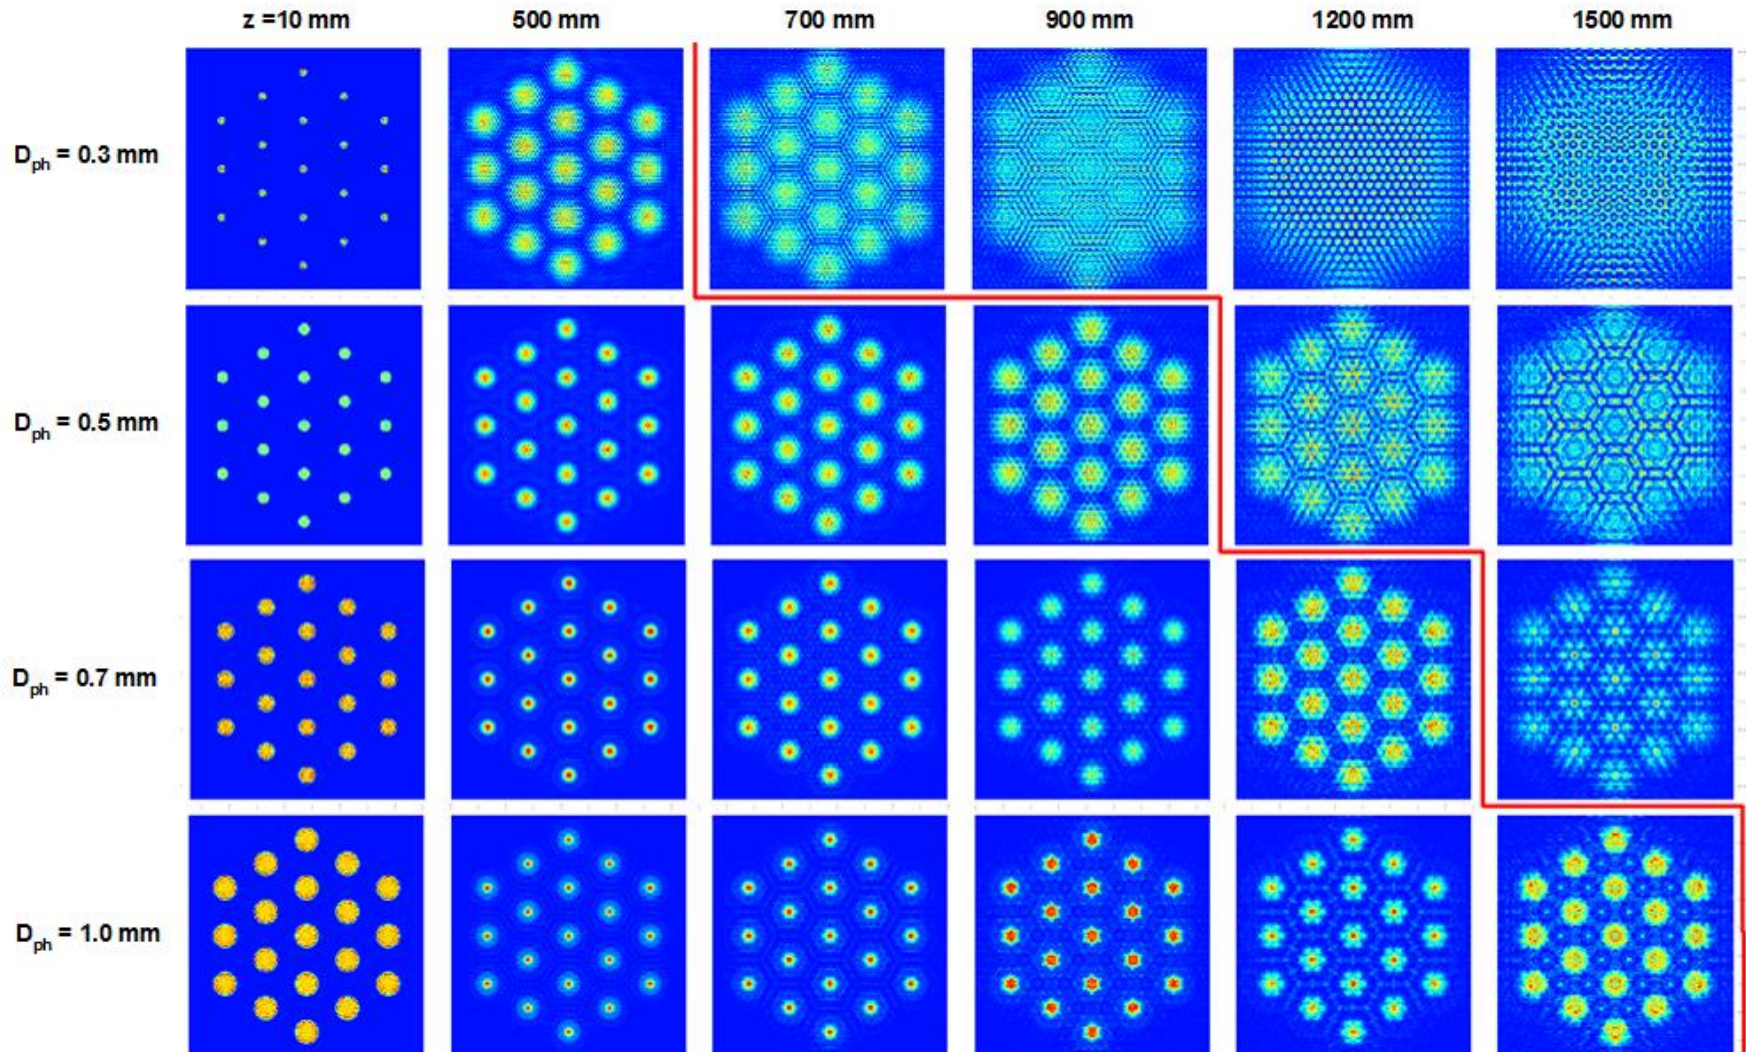 z =10 mm 500 mm 700 mm 900 mm 1200 mm 1500 mm
Dph = 0.3 mm
Dph = 0.5 mm
Dph = 0.7 mm
Dph = 1.0 mm